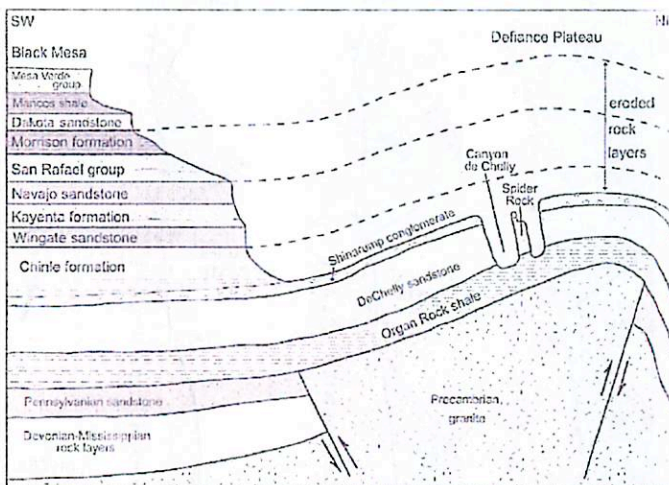 SW
Black Mesa
Mesa Verde
group
Mancos shale
Dakota sandstone
Morrison formation
San Rafael group
Navajo sandstone
Kayenta formation
Wingate sandstone
Chinle formation
Pennsylvanian sandstone
Devonian-Mississippian
rock layers
Shinarump conglomerate
DeChelly sandstone
Organ Rock shale
Canyon
de Chelly
Spider
Rock
Defiance Plateau
eroded
rock
layers
Precambrian
granite